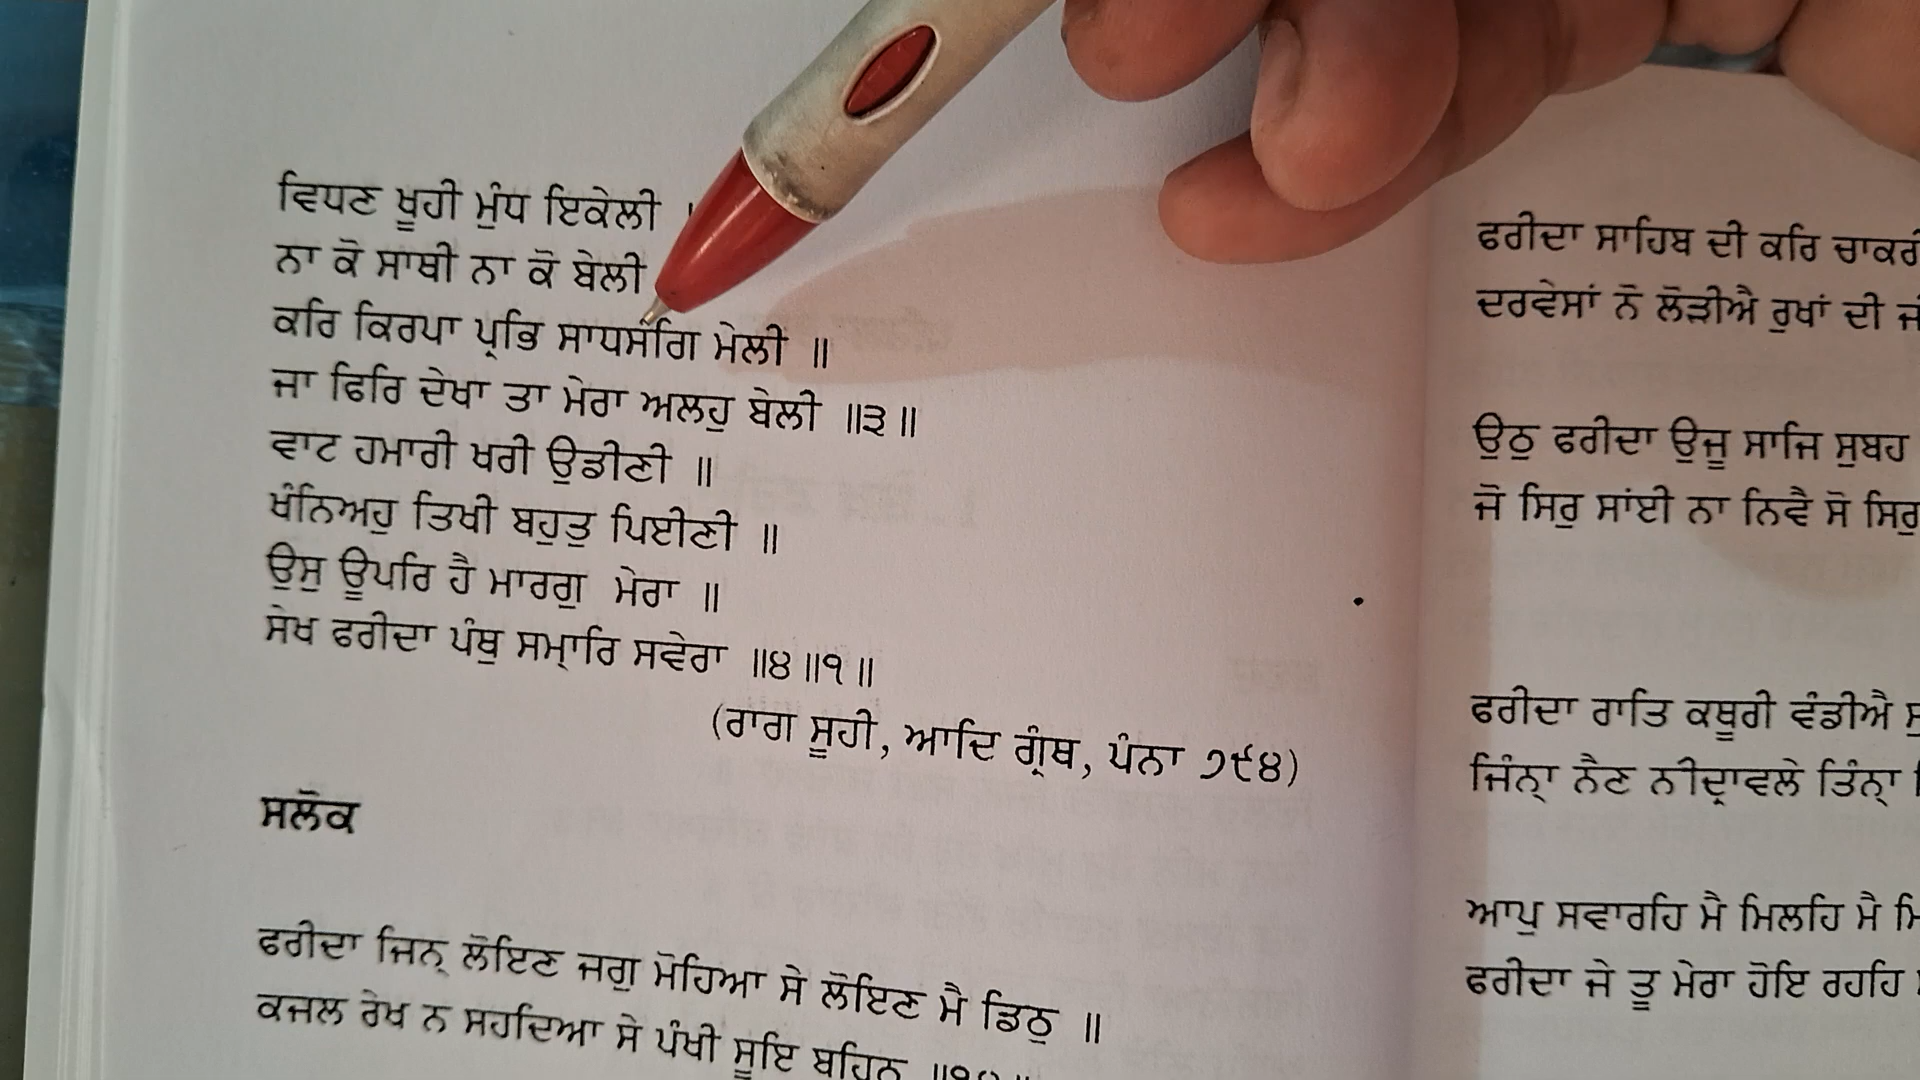 ਵਿਧਣ ਖੂਹੀ ਮੁੰਧ ਇਕੇਲੀ
ਨਾ ਕੋ ਸਾਥੀ ਨਾ ਕੋ ਬੇਲੀ
ਕਰਿ ਕਿਰਪਾ ਪ੍ਰਭਿ ਸਾਧਸੰਗਿ ਮੇਲੀ ॥
ਜਾ ਫਿਰਿ ਦੇਖਾ ਤਾ ਮੇਰਾ ਅਲਹੁ ਬੇਲੀ ॥੩॥
ਵਾਟ ਹਮਾਰੀ ਖਰੀ ਉਡੀਣੀ ॥
ਖੰਨਿਅਹੁ ਤਿਖੀ ਬਹੁਤੁ ਪਿਈਣੀ ॥
ਉਸੁ ਊਪਰਿ ਹੈ ਮਾਰਗੁ ਮੇਰਾ ॥
ਸੇਖ ਫਰੀਦਾ ਪੰਥੁ ਸਮ੍ਹਾਰਿ ਸਵੇਰਾ ॥੪॥੧॥
(ਰਾਗ ਸੂਹੀ, ਆਦਿ ਗ੍ਰੰਥ, ਪੰਨਾ ੭੯੪)
ਸਲੋਕ
ਫਰੀਦਾ ਜਿਨ੍ ਲੋਇਣ ਜਗੁ ਮੋਹਿਆ ਸੇ ਲੋਇਣ ਮੈ ਡਿਠੁ ॥
ਕਜਲ ਰੇਖ ਨ ਸਹਦਿਆ ਸੇ ਪੰਖੀ ਸੂਇ ਬਹਿਠੁ
ਫਰੀਦਾ ਸਾਹਿਬ ਦੀ ਕਰਿ ਚਾਕਰੀ
ਦਰਵੇਸਾਂ ਨੋ ਲੋੜੀਐ ਰੁਖਾਂ ਦੀ
ਉਠੁ ਫਰੀਦਾ ਉਜੂ ਸਾਜਿ ਸੁਬਹ
ਜੋ ਸਿਰੁ ਸਾਂਈ ਨਾ ਨਿਵੈ ਸੋ ਸਿਰੁ
ਫਰੀਦਾ ਰਾਤਿ ਕਥੂਰੀ ਵੰਡੀਐ
ਜਿੰਨ੍ਹਾ ਨੈਣ ਨੀਦ੍ਰਾਵਲੇ ਤਿੰਨ੍ਹਾ
ਆਪੁ ਸਵਾਰਹਿ ਮੈ ਮਿਲਹਿ ਮੈ
ਫਰੀਦਾ ਜੇ ਤੂ ਮੇਰਾ ਹੋਇ ਰਹਹਿ